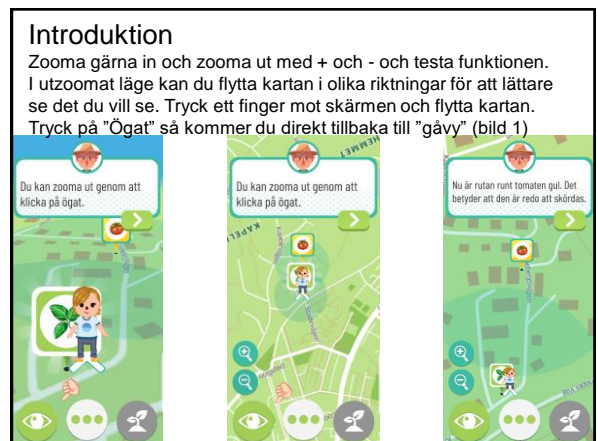 Introduktion
Zooma gärna in och zooma ut med + och - och testa funktionen.
I utzoomat läge kan du flytta kartan i olika riktningar för att lättare
se det du vill se. Tryck ett finger mot skärmen och flytta kartan.
Tryck på ”Ögat” så kommer du direkt tillbaka till ”gåvy” (bild 1)
Du kan zooma ut genom att
klicka på ögat.
HEMMET
Du kan zooma ut genom att
klicka på ögat.
KAPELL
Nu är rutan runt tomaten gul. Det
betyder att den är redo att skördas.